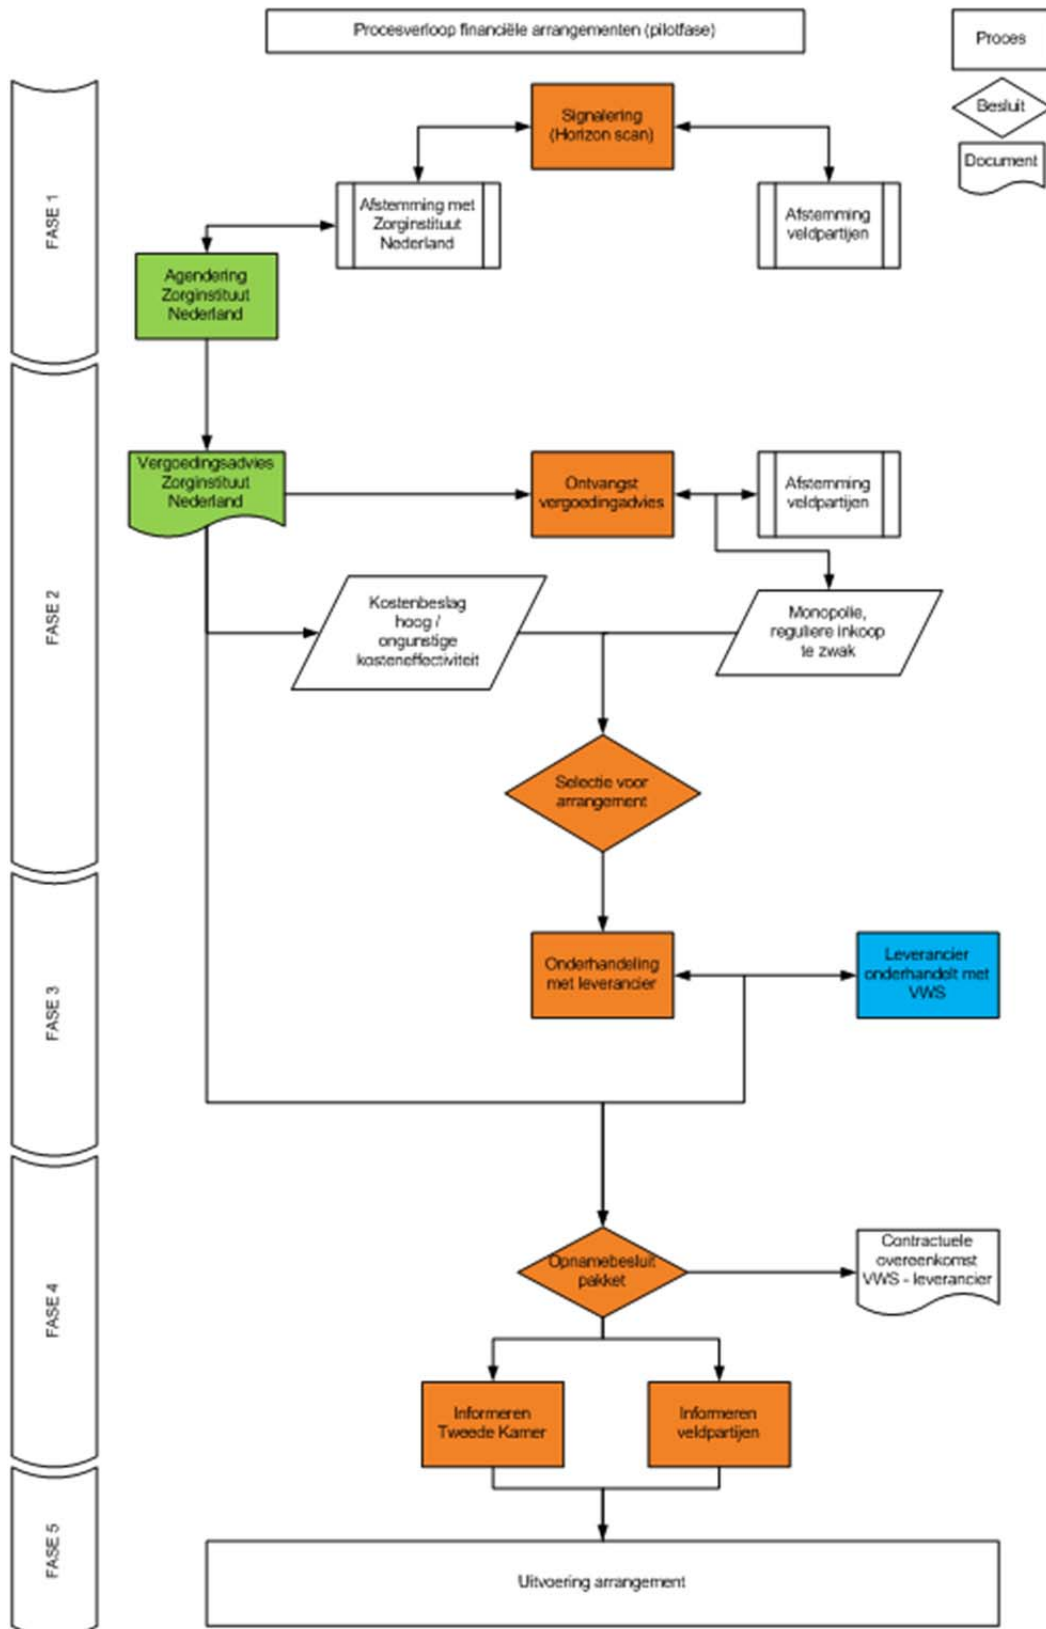 Procesverloop financiële arrangementen (pilotfase)
Proces
Besluit
Document
FASE 1
Signalering
(Horizon scan)
Afstemming met
Zorginstituut
Nederland
Afstemming
veldpartijen
Agendering
Zorginstituut
Nederland
FASE 2
Vergoedingsadvies
Zorginstituut
Nederland
Ontvangst
vergoedingadvies
Afstemming
veldpartijen
Kostenbeslag
hoog /
ongunstige
kosteneffectiviteit
Monopolie,
reguliere inkoop
te zwak
Selectie voor
arrangement
FASE 3
Onderhandeling
met leverancier
Leverancier
onderhandelt met
VWS
FASE 4
Opnamebesluit
pakket
Contractuele
overeenkomst
VWS - leverancier
Informeren
Tweede Kamer
Informeren
veldpartijen
FASE 5
Uitvoering arrangement